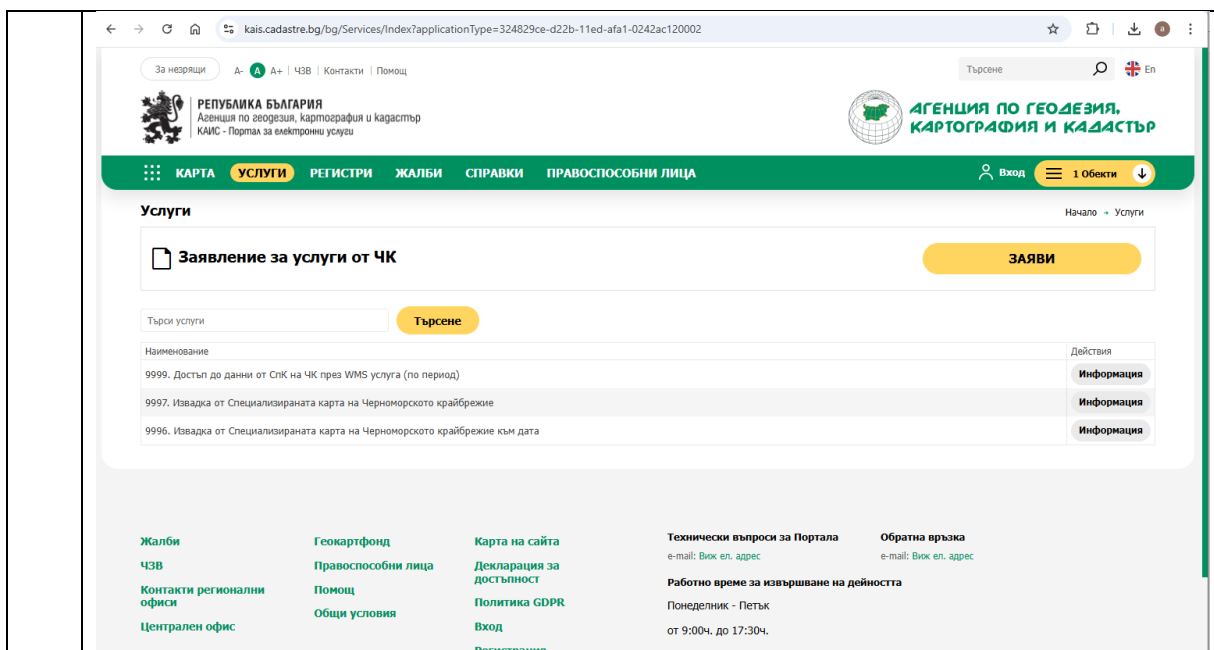 kais.cadastre.bg/bg/Services/Index?applicationType=324829ce-d22b-11ed-afa1-0242ac120002
a
За незрящи A- A A+ | ЧЗВ | Контакти | Помощ
Търсене
En
РЕПУБЛИКА БЪЛГАРИЯ
Агенция по геодезия, картография и кадастър
КАИС - Портал за електронни услуги
АГЕНЦИЯ ПО ГЕОДЕЗИЯ,
КАРТОГРАФИЯ И КАДАСТЪР
КАРТА УСЛУГИ РЕГИСТРИ ЖАЛБИ СПРАВКИ ПРАВОСПОСОБНИ ЛИЦА
Вход
1 Обекти
Услуги
Начало → Услуги
Заявление за услуги от ЧК
ЗАЯВИ
Търси услуги
Търсене
Наименование Действия
9999. Достъп до данни от СпК на ЧК през WMS услуга (по период) Информация
9997. Извадка от Специализираната карта на Черноморското крайбрежие Информация
9996. Извадка от Специализираната карта на Черноморското крайбрежие към дата Информация
Жалби
ЧЗВ
Контакти регионални
офиси
Централен офис
Геокартфонд
Правоспособни лица
Помощ
Общи условия
Карта на сайта
Декларация за
достъпност
Политика GDPR
Вход
Регистрация
Технически въпроси за Портала
e-mail: Виж ел. адрес
Обратна връзка
e-mail: Виж ел. адрес
Работно време за извършване на дейността
Понеделник - Петък
от 9:00ч. до 17:30ч.